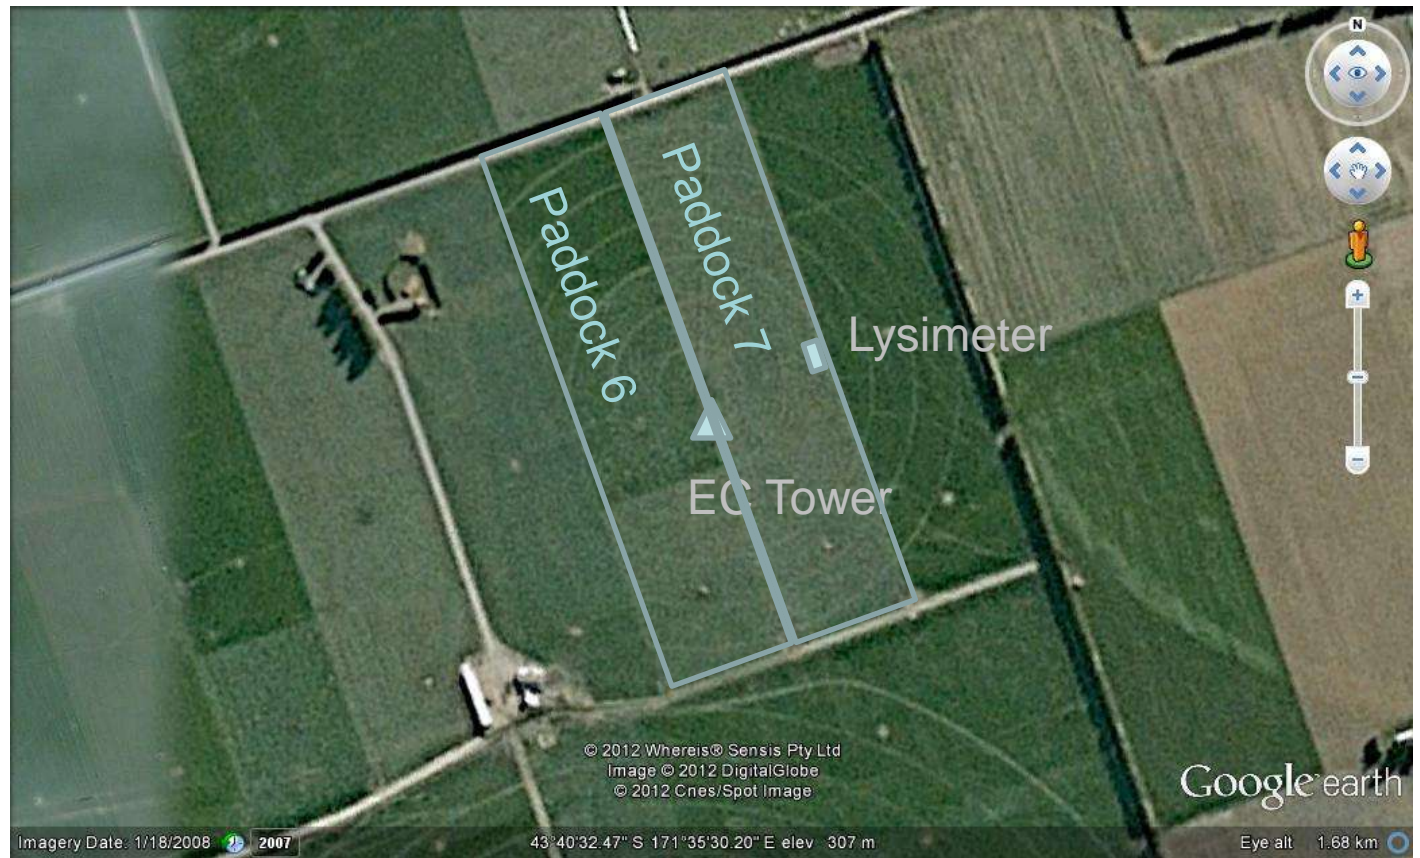 N
Paddock 6
Paddock 7
Lysimeter
EC Tower
© 2012 Whereis® Sensis Pty Ltd
Image © 2012 DigitalGlobe
© 2012 Cnes/Spot Image
Google earth
Imagery Date: 1/18/2008 2007 43°40'32.47" S 171°35'30.20" E elev 307 m Eye alt 1.68 km